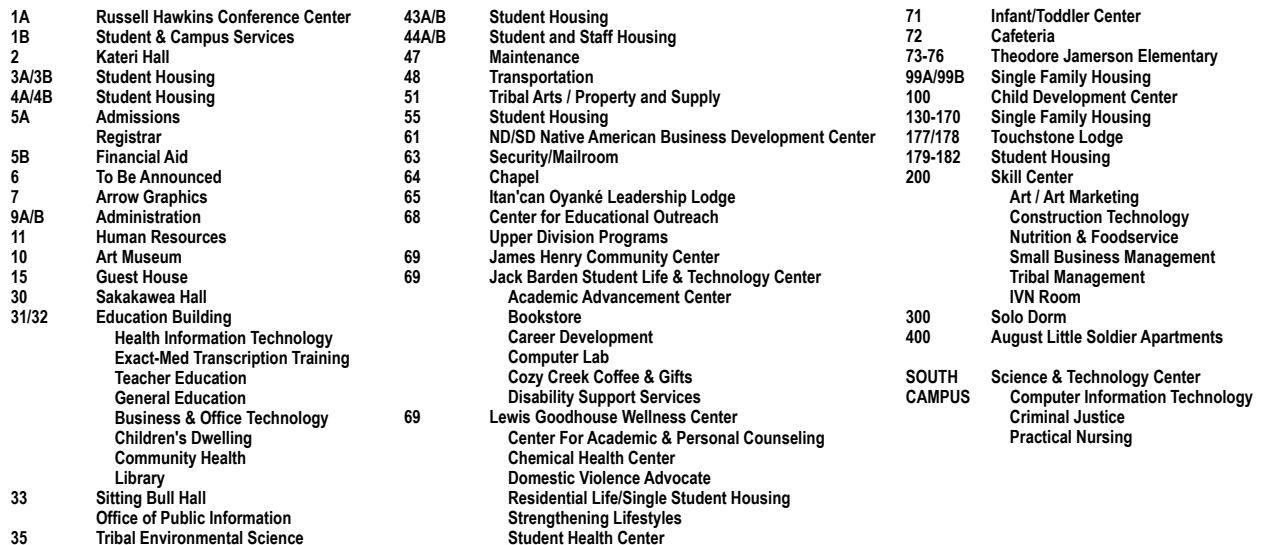 1A Russell Hawkins Conference Center
1B Student & Campus Services
2 Kateri Hall
3A/3B Student Housing
4A/4B Student Housing
5A Admissions
Registrar
5B Financial Aid
6 To Be Announced
7 Arrow Graphics
9A/B Administration
11 Human Resources
10 Art Museum
15 Guest House
30 Sakakawea Hall
31/32 Education Building
Health Information Technology
Exact-Med Transcription Training
Teacher Education
General Education
Business & Office Technology
Children's Dwelling
Community Health
Library
33 Sitting Bull Hall
Office of Public Information
35 Tribal Environmental Science
43A/B Student Housing
44A/B Student and Staff Housing
47 Maintenance
48 Transportation
51 Tribal Arts / Property and Supply
55 Student Housing
61 ND/SD Native American Business Development Center
63 Security/Mailroom
64 Chapel
65 Itan'can Oyanké Leadership Lodge
68 Center for Educational Outreach
Upper Division Programs
69 James Henry Community Center
69 Jack Barden Student Life & Technology Center
Academic Advancement Center
Bookstore
Career Development
Computer Lab
Cozy Creek Coffee & Gifts
Disability Support Services
69 Lewis Goodhouse Wellness Center
Center For Academic & Personal Counseling
Chemical Health Center
Domestic Violence Advocate
Residential Life/Single Student Housing
Strengthening Lifestyles
Student Health Center
71 Infant/Toddler Center
72 Cafeteria
73-76 Theodore Jamerson Elementary
99A/99B Single Family Housing
100 Child Development Center
130-170 Single Family Housing
177/178 Touchstone Lodge
179-182 Student Housing
200 Skill Center
Art / Art Marketing
Construction Technology
Nutrition & Foodservice
Small Business Management
Tribal Management
IVN Room
300 Solo Dorm
400 August Little Soldier Apartments
SOUTH Science & Technology Center
CAMPUS Computer Information Technology
Criminal Justice
Practical Nursing